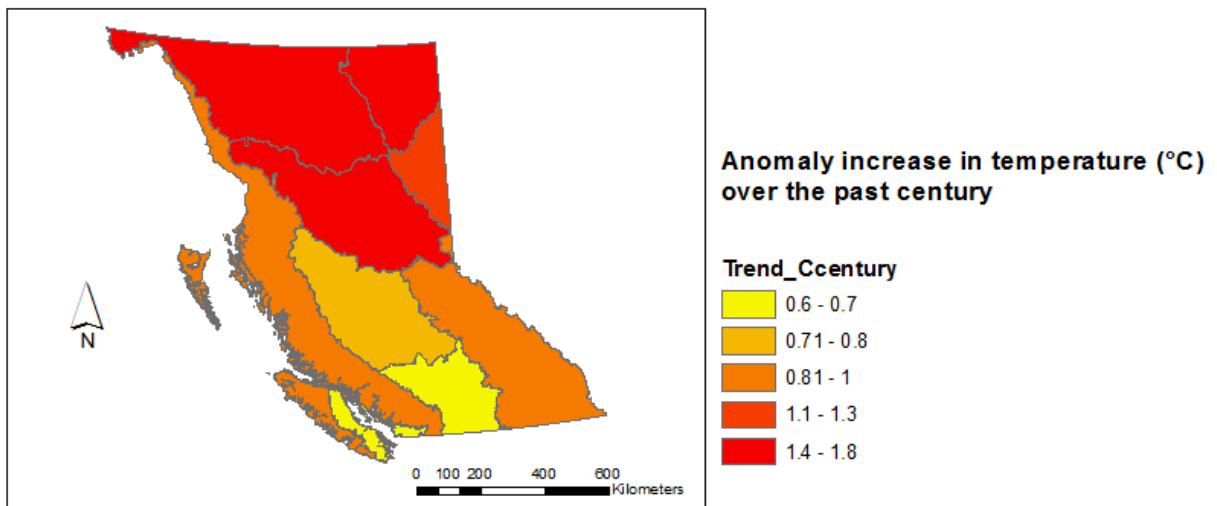 Anomaly increase in temperature (°C)
over the past century
Trend_Ccentury
0.6 - 0.7
0.71 - 0.8
0.81 - 1
1.1 - 1.3
1.4 - 1.8
N
0 100 200 400 600
Kilometers